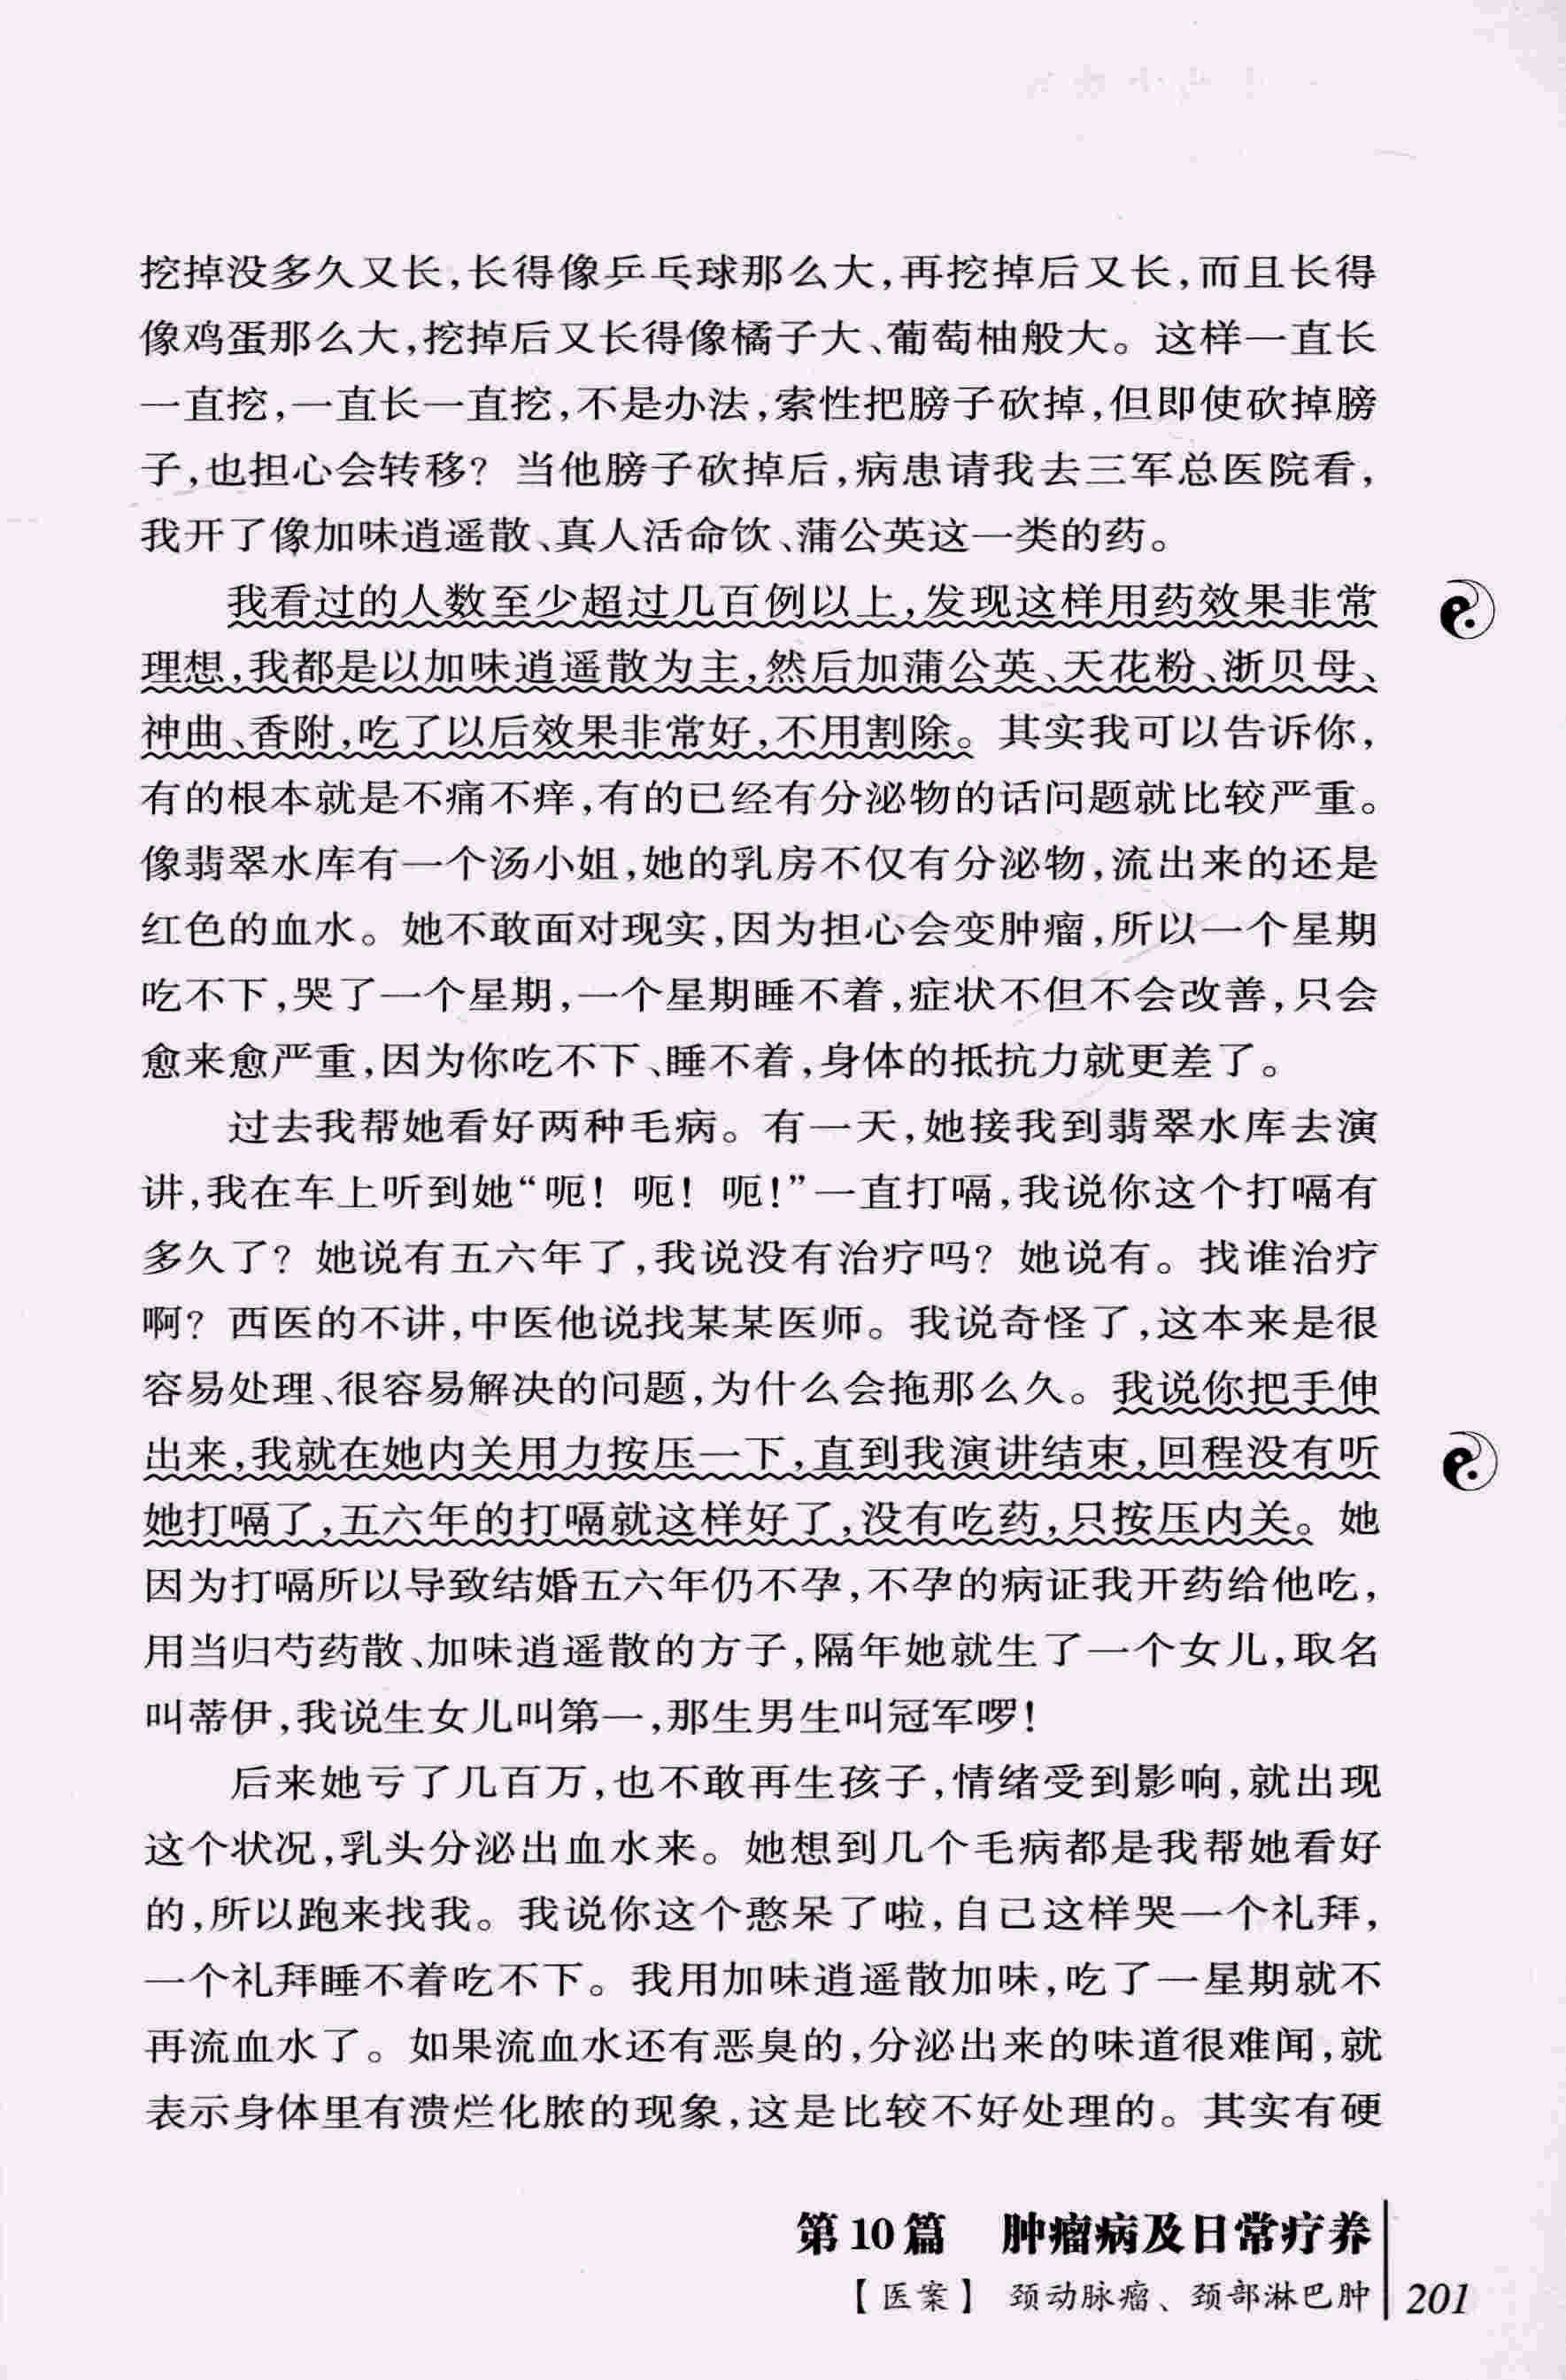 挖掉没多久又长,长得像乒乓球那么大,再挖掉后又长,而且长得
像鸡蛋那么大,挖掉后又长得像橘子大、葡萄柚般大。这样一直长
一直挖,一直长一直挖,不是办法,索性把膀子砍掉,但即使砍掉膀
子,也担心会转移? 当他膀子砍掉后,病患请我去三军总医院看,
我开了像加味逍遥散、真人活命饮、蒲公英这一类的药。
我看过的人数至少超过几百例以上,发现这样用药效果非常
理想,我都是以加味逍遥散为主,然后加蒲公英、天花粉、浙贝母、
神曲、香附,吃了以后效果非常好,不用割除。其实我可以告诉你,
有的根本就是不痛不痒,有的已经有分泌物的话问题就比较严重。
像翡翠水库有一个汤小姐,她的乳房不仅有分泌物,流出来的还是
红色的血水。她不敢面对现实,因为担心会变肿瘤,所以一个星期
吃不下,哭了一个星期,一个星期睡不着,症状不但不会改善,只会
愈来愈严重,因为你吃不下、睡不着,身体的抵抗力就更差了。
过去我帮她看好两种毛病。有一天,她接我到翡翠水库去演
讲,我在车上听到她“呃! 呃! 呃!”一直打嗝,我说你这个打嗝有
多久了? 她说有五六年了,我说没有治疗吗? 她说有。找谁治疗
啊? 西医的不讲,中医他说找某某医师。我说奇怪了,这本来是很
容易处理、很容易解决的问题,为什么会拖那么久。我说你把手伸
出来,我就在她内关用力按压一下,直到我演讲结束,回程没有听
她打嗝了,五六年的打嗝就这样好了,没有吃药,只按压内关。她
因为打嗝所以导致结婚五六年仍不孕,不孕的病证我开药给他吃,
用当归芍药散、加味逍遥散的方子,隔年她就生了一个女儿,取名
叫蒂伊,我说生女儿叫第一,那生男生叫冠军啰!
后来她亏了几百万,也不敢再生孩子,情绪受到影响,就出现
这个状况,乳头分泌出血水来。她想到几个毛病都是我帮她看好
的,所以跑来找我。我说你这个憨呆了啦,自己这样哭一个礼拜,
一个礼拜睡不着吃不下。我用加味逍遥散加味,吃了一星期就不
再流血水了。如果流血水还有恶臭的,分泌出来的味道很难闻,就
表示身体里有溃烂化脓的现象,这是比较不好处理的。其实有硬
第10篇 肿瘤病及日常疗养
【医案】 颈动脉瘤、颈部淋巴肿 201